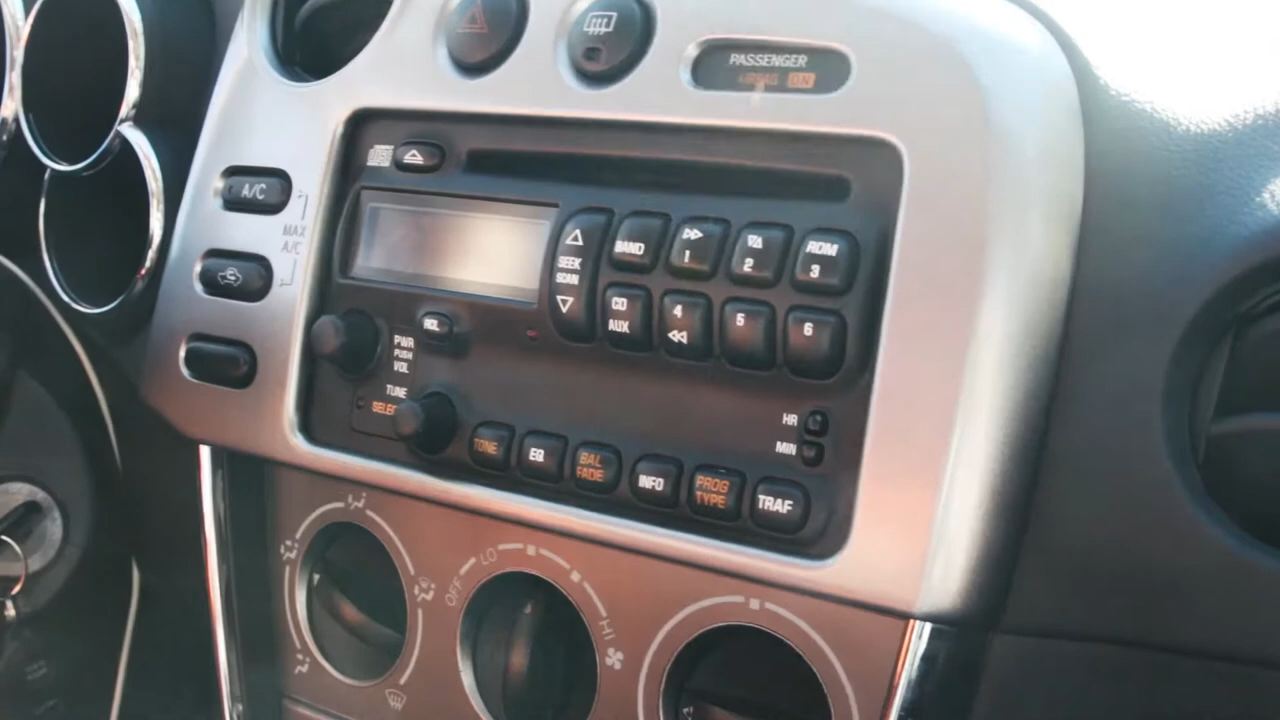 PASSENGER
AIRBAG ON
A/C
MAX
A/C
SEEK
SCAN
BAND
1
2
RDM
3
CD
AUX
4
5
6
RCL
PWR
PUSH
VOL
TUNE
SELECT
HR
MIN
TONE
EQ
BAL
FADE
INFO
PROG
TYPE
TRAF
OFF
LO
HI